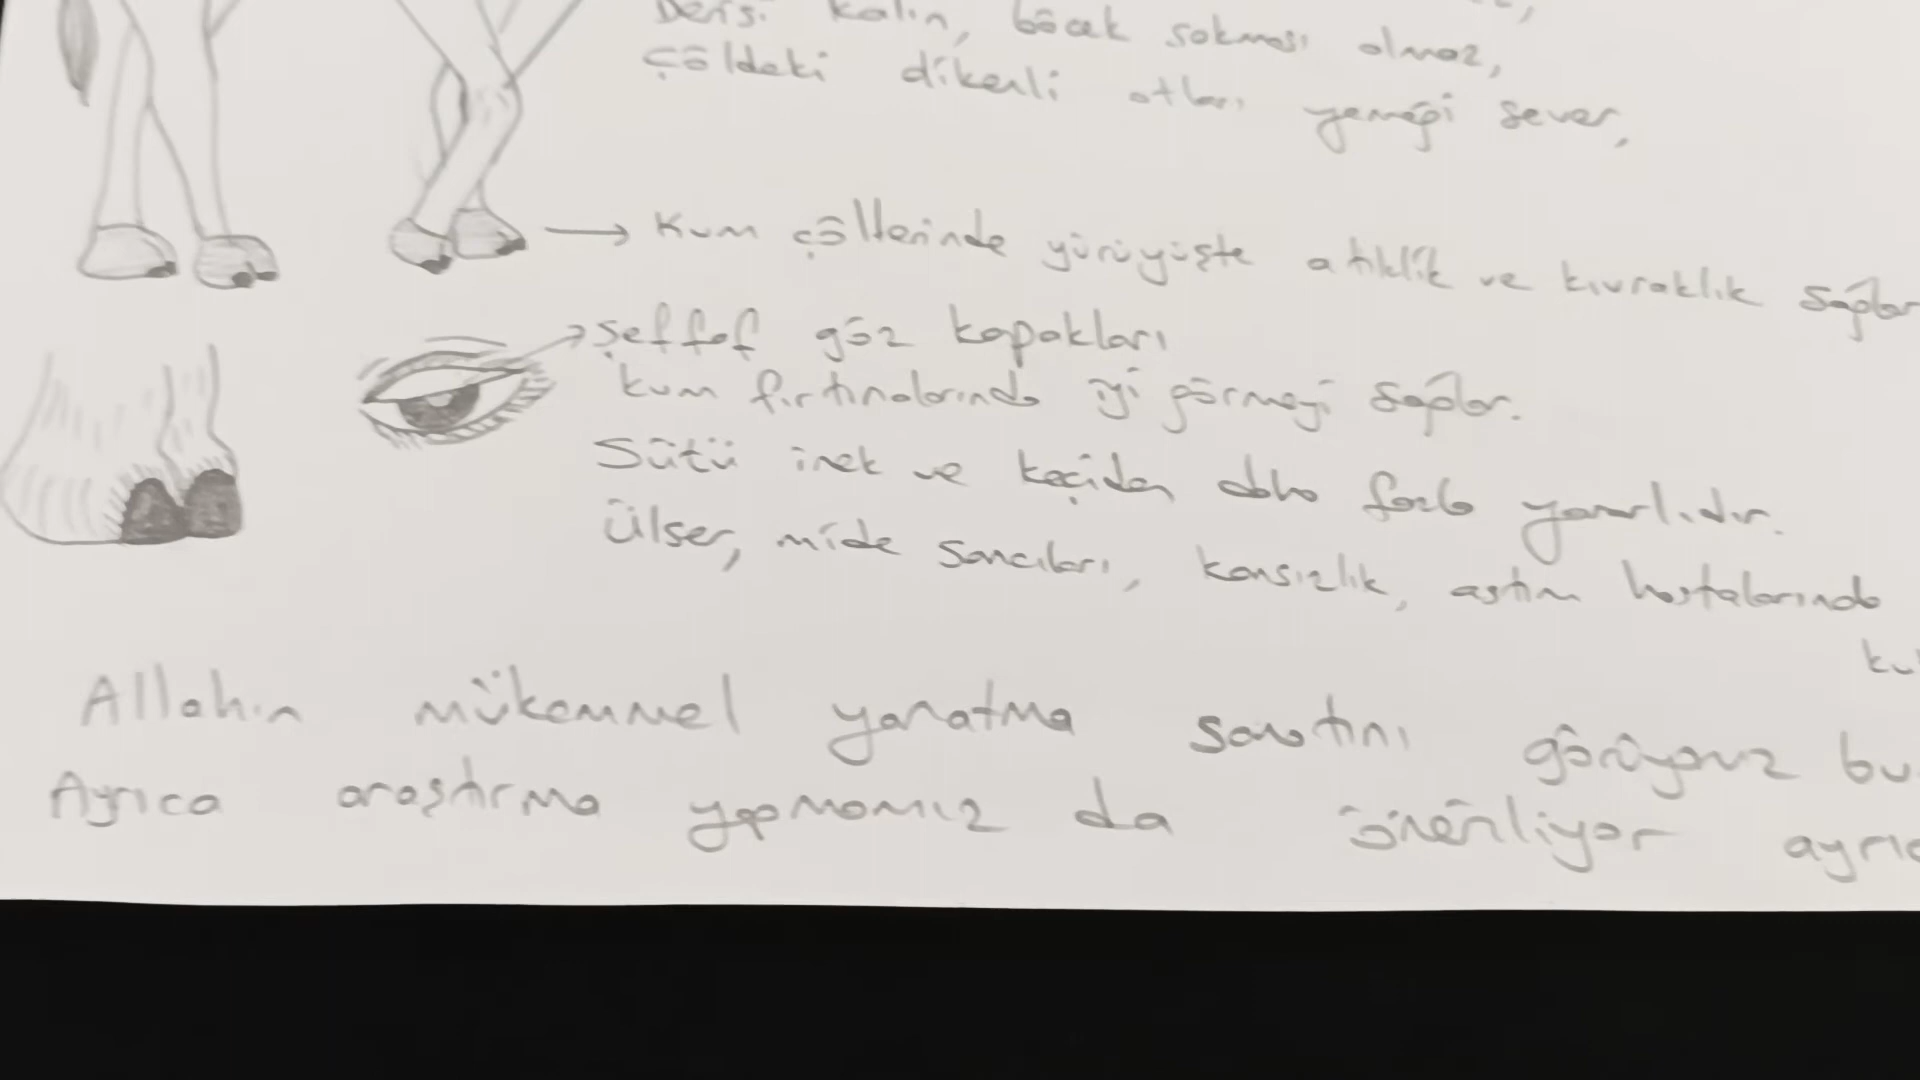 Derisi kalın, böcek sokması olmaz,
çöldeki dikenli otları yemeği sever,
Kum çöllerinde yürüyüşte atiklik ve kıvraklık sağlar
Şeffaf göz kapakları
kum fırtınalarında iyi görmeyi sağlar.
Sütü inek ve keçiden daha fazla yararlıdır.
Ülser, mide sancıları, kansızlık, astım hastalarında
Allahın mükemmel yaratma sanatını görüyoruz bu
Ayrıca araştırma yapmamız da öneriliyor